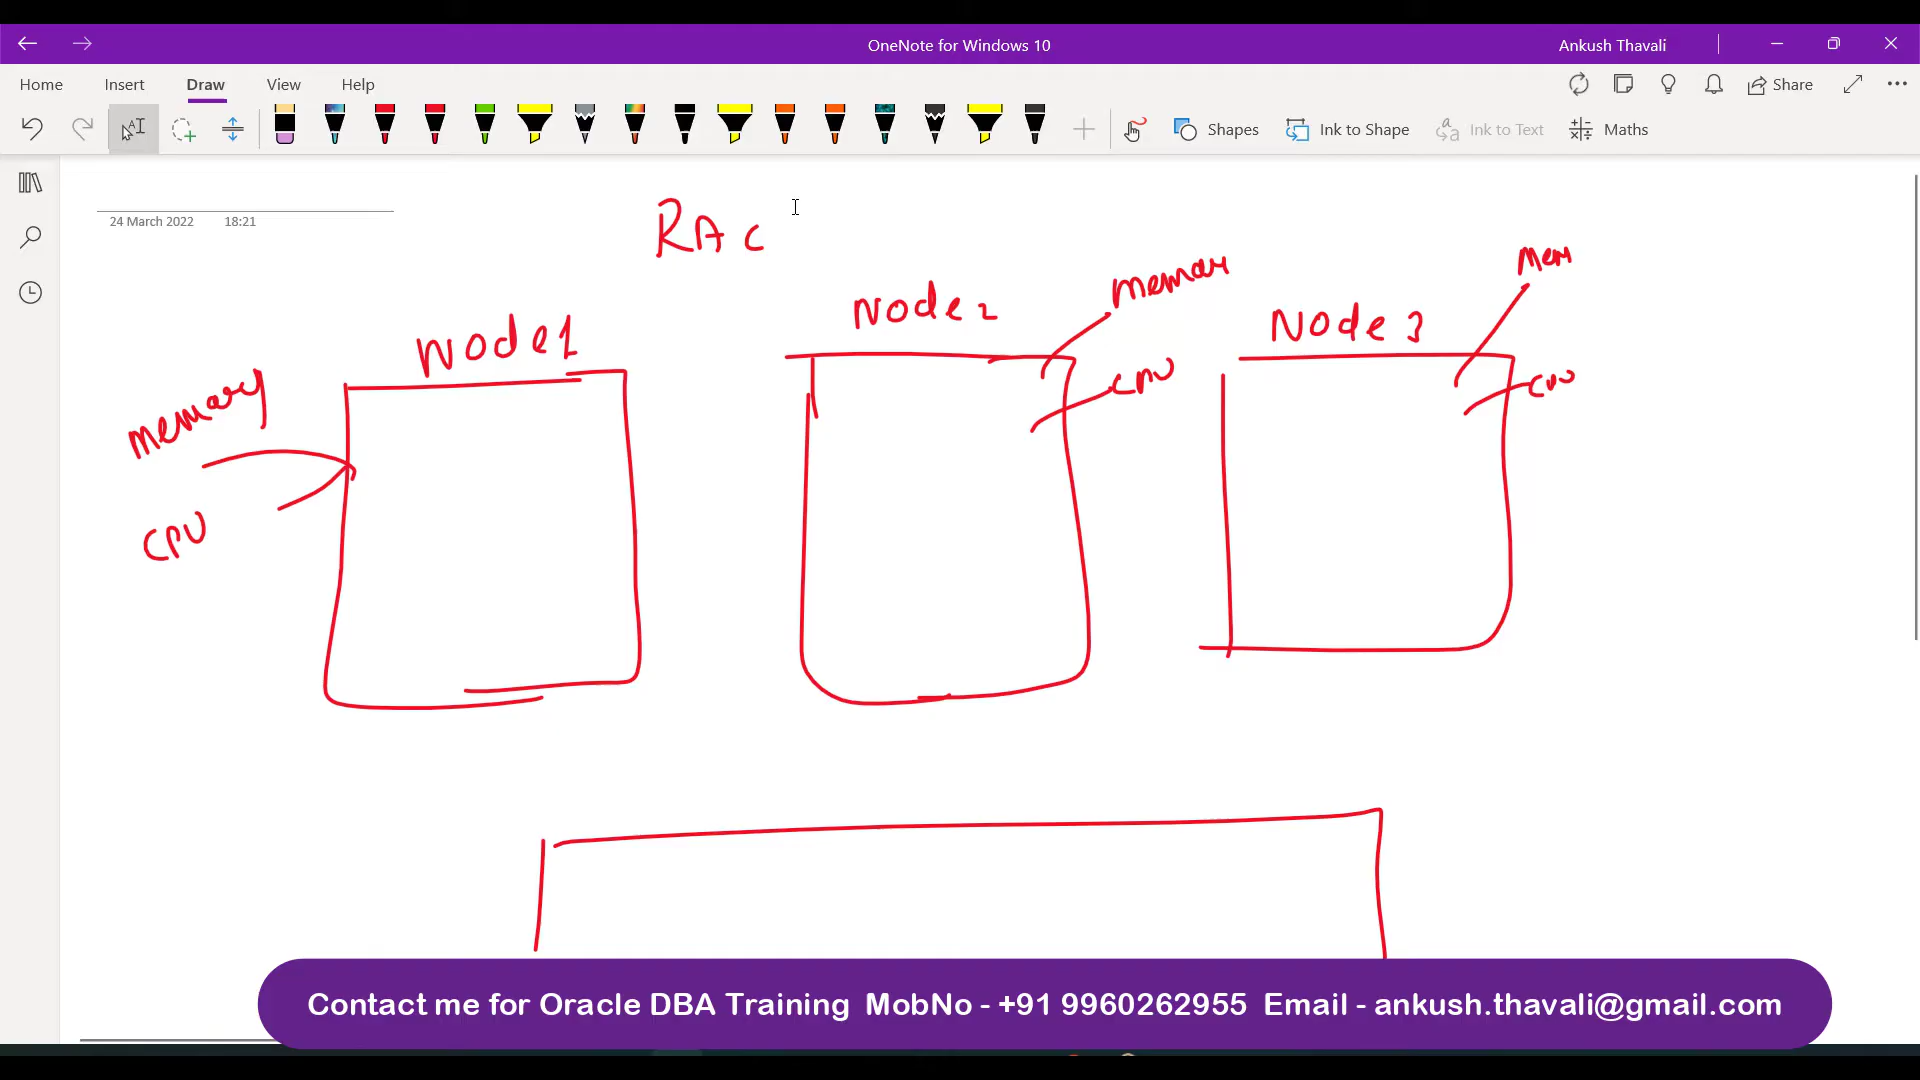 OneNote for Windows 10
Ankush Thavali
Home Insert Draw View Help
Share
Shapes Ink to Shape Ink to Text Maths
24 March 2022 18:21
RAC
Node1
Node2
Node 3
memory
CPU
memory
CPU
Mem
CPU
Contact me for Oracle DBA Training MobNo - +91 9960262955 Email - ankush.thavali@gmail.com